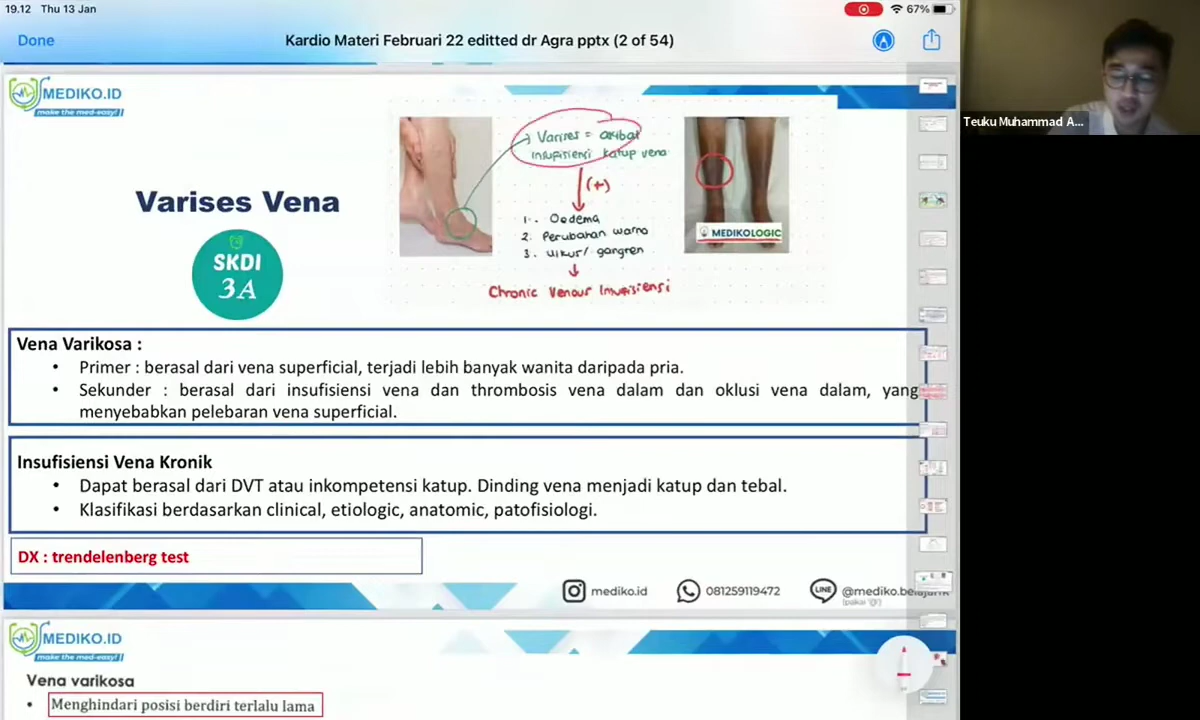 19.12 Thu 13 Jan
67%
Done
Kardio Materi Februari 22 editted dr Agra pptx (2 of 54)
Teuku Muhammad A...
MEDIKO.ID
make the med-easy!
Varises Vena
SKDI
3A
Varises = akibat
insufisiensi katup vena
(+)
1. Oedema
2. Perubahan warna
3. ulkus/ gangren
Chronic Venous Insufisiensi
MEDIKOLOGIC
Vena Varikosa :
• Primer : berasal dari vena superficial, terjadi lebih banyak wanita daripada pria.
• Sekunder : berasal dari insufisiensi vena dan thrombosis vena dalam dan oklusi vena dalam, yang
menyebabkan pelebaran vena superficial.
Insufisiensi Vena Kronik
• Dapat berasal dari DVT atau inkompetensi katup. Dinding vena menjadi katup dan tebal.
• Klasifikasi berdasarkan clinical, etiologic, anatomic, patofisiologi.
DX : trendelenberg test
mediko.id
081259119472
LINE
@mediko.belajar
MEDIKO.ID
make the med-easy!
Vena varikosa
• Menghindari posisi berdiri terlalu lama